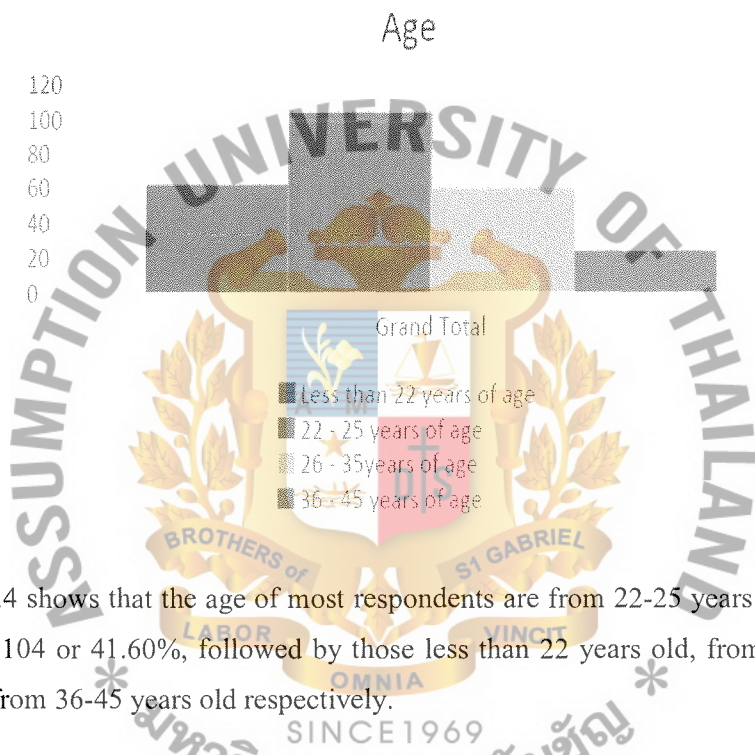 Age
120
100
80
60
40
20
0
Grand Total
Less than 22 years of age
22 - 25 years of age
26 - 35years of age
36 - 45 years of age
.4 shows that the age of most respondents are from 22-25 years
104 or 41.60%, followed by those less than 22 years old, from
from 36-45 years old respectively.
ASSUMPTION UNIVERSITY OF THAILAND
A M
D S
BROTHERS of
S1 GABRIEL
LABOR
VINCIT
OMNIA
SINCE1969